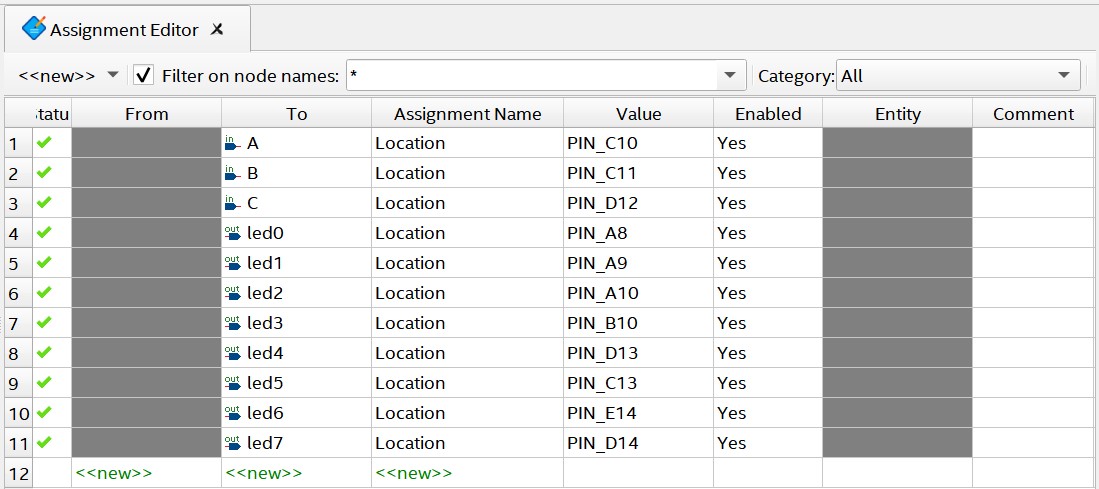 Assignment Editor
<<new>> Filter on node names: * Category: All
tatu From To Assignment Name Value Enabled Entity Comment
1 in A Location PIN_C10 Yes
2 in B Location PIN_C11 Yes
3 in C Location PIN_D12 Yes
4 out led0 Location PIN_A8 Yes
5 out led1 Location PIN_A9 Yes
6 out led2 Location PIN_A10 Yes
7 out led3 Location PIN_B10 Yes
8 out led4 Location PIN_D13 Yes
9 out led5 Location PIN_C13 Yes
10 out led6 Location PIN_E14 Yes
11 out led7 Location PIN_D14 Yes
12 <<new>> <<new>> <<new>>